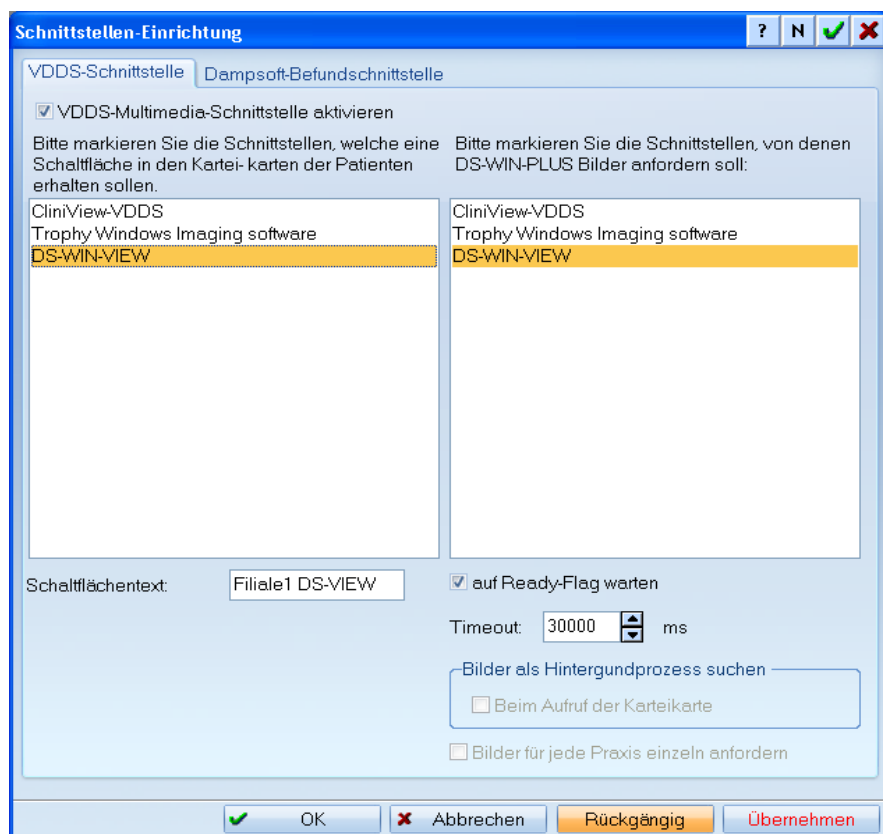 Schnittstellen-Einrichtung
? N
VDDS-Schnittstelle
Dampsoft-Befundschnittstelle
VDDS-Multimedia-Schnittstelle aktivieren
Bitte markieren Sie die Schnittstellen, welche eine
Schaltfläche in den Kartei- karten der Patienten
erhalten sollen.
CliniView-VDDS
Trophy Windows Imaging software
DS-WIN-VIEW
Schaltflächentext: Filiale1 DS-VIEW
Bitte markieren Sie die Schnittstellen, von denen
DS-WIN-PLUS Bilder anfordern soll:
CliniView-VDDS
Trophy Windows Imaging software
DS-WIN-VIEW
auf Ready-Flag warten
Timeout: 30000 ms
Bilder als Hintergundprozess suchen
Beim Aufruf der Karteikarte
Bilder für jede Praxis einzeln anfordern
OK
Abbrechen
Rückgängig
Übernehmen